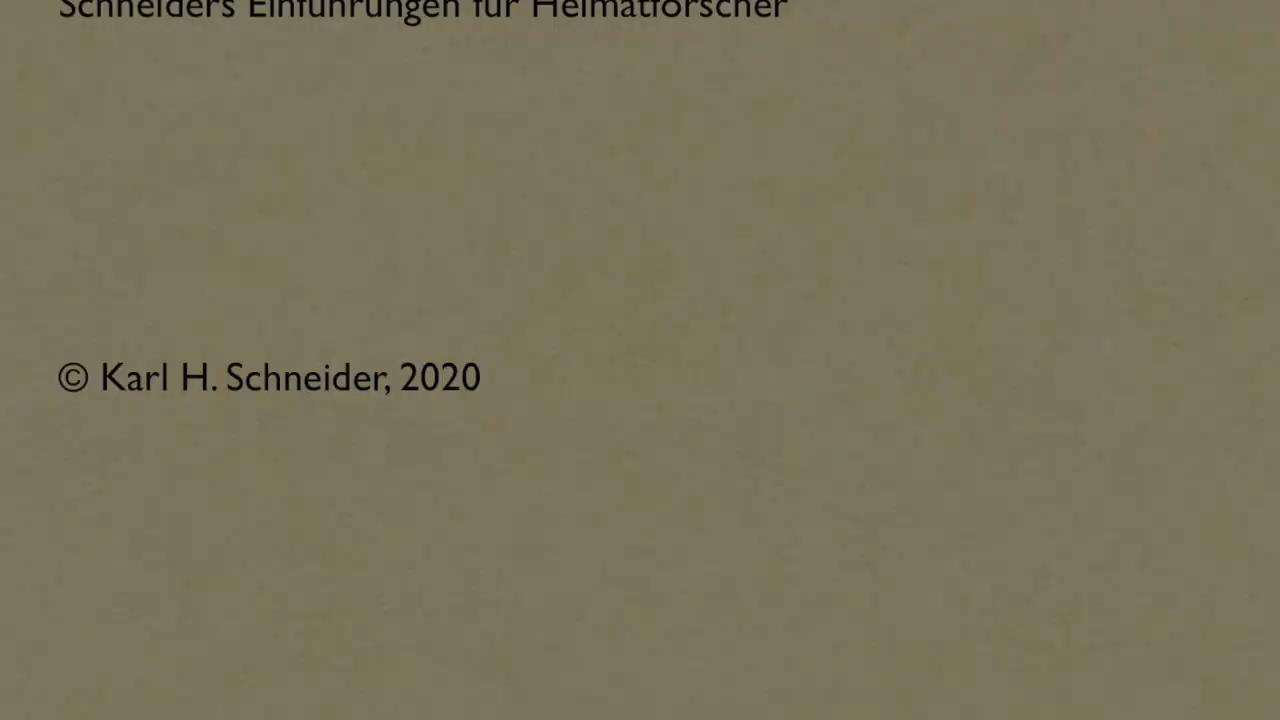 Schneiders Einführungen für Heimatforscher
© Karl H. Schneider, 2020